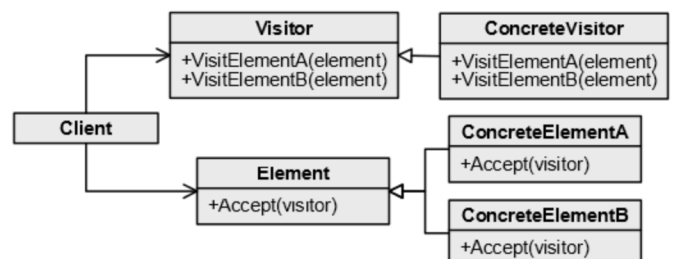 Visitor
+VisitElementA(element)
+VisitElementB(element)
ConcreteVisitor
+VisitElementA(element)
+VisitElementB(element)
Client
Element
+Accept(visitor)
ConcreteElementA
+Accept(visitor)
ConcreteElementB
+Accept(visitor)